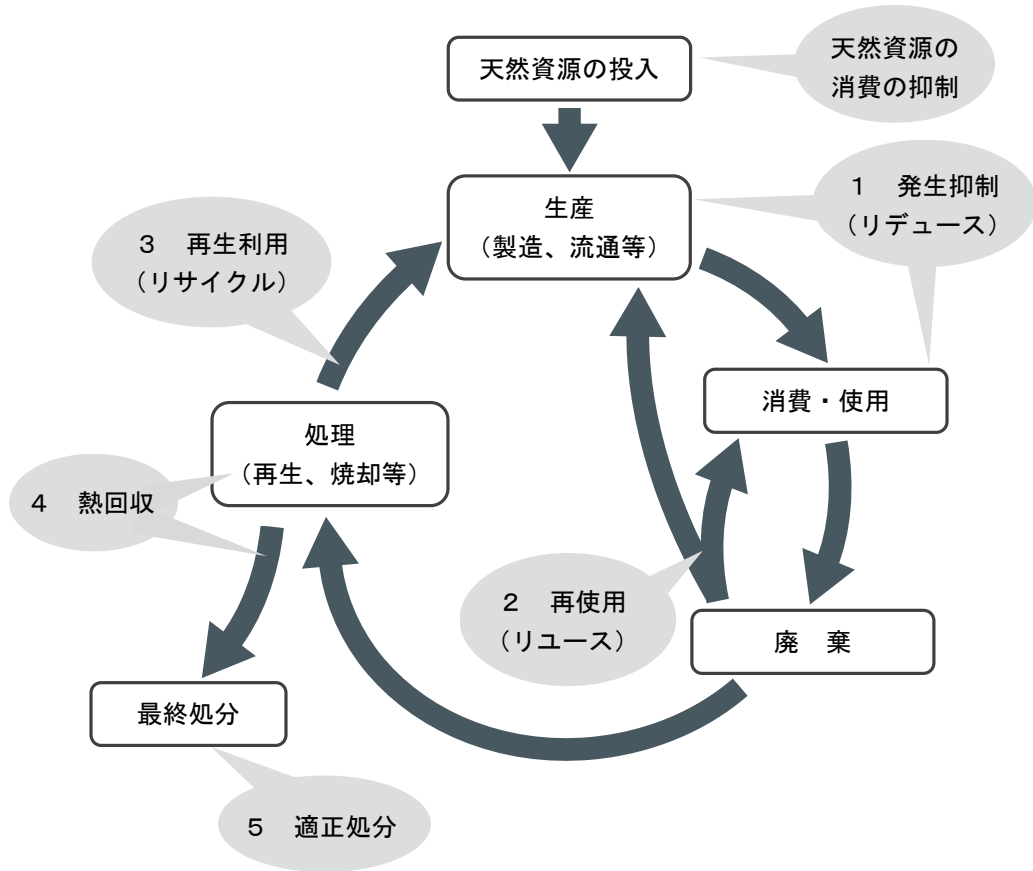 天然資源の投入
天然資源の
消費の抑制
生産
（製造、流通等）
1　発生抑制
（リデュース）
3　再生利用
（リサイクル）
消費・使用
処理
（再生、焼却等）
4　熱回収
2　再使用
（リユース）
廃　棄
最終処分
5　適正処分